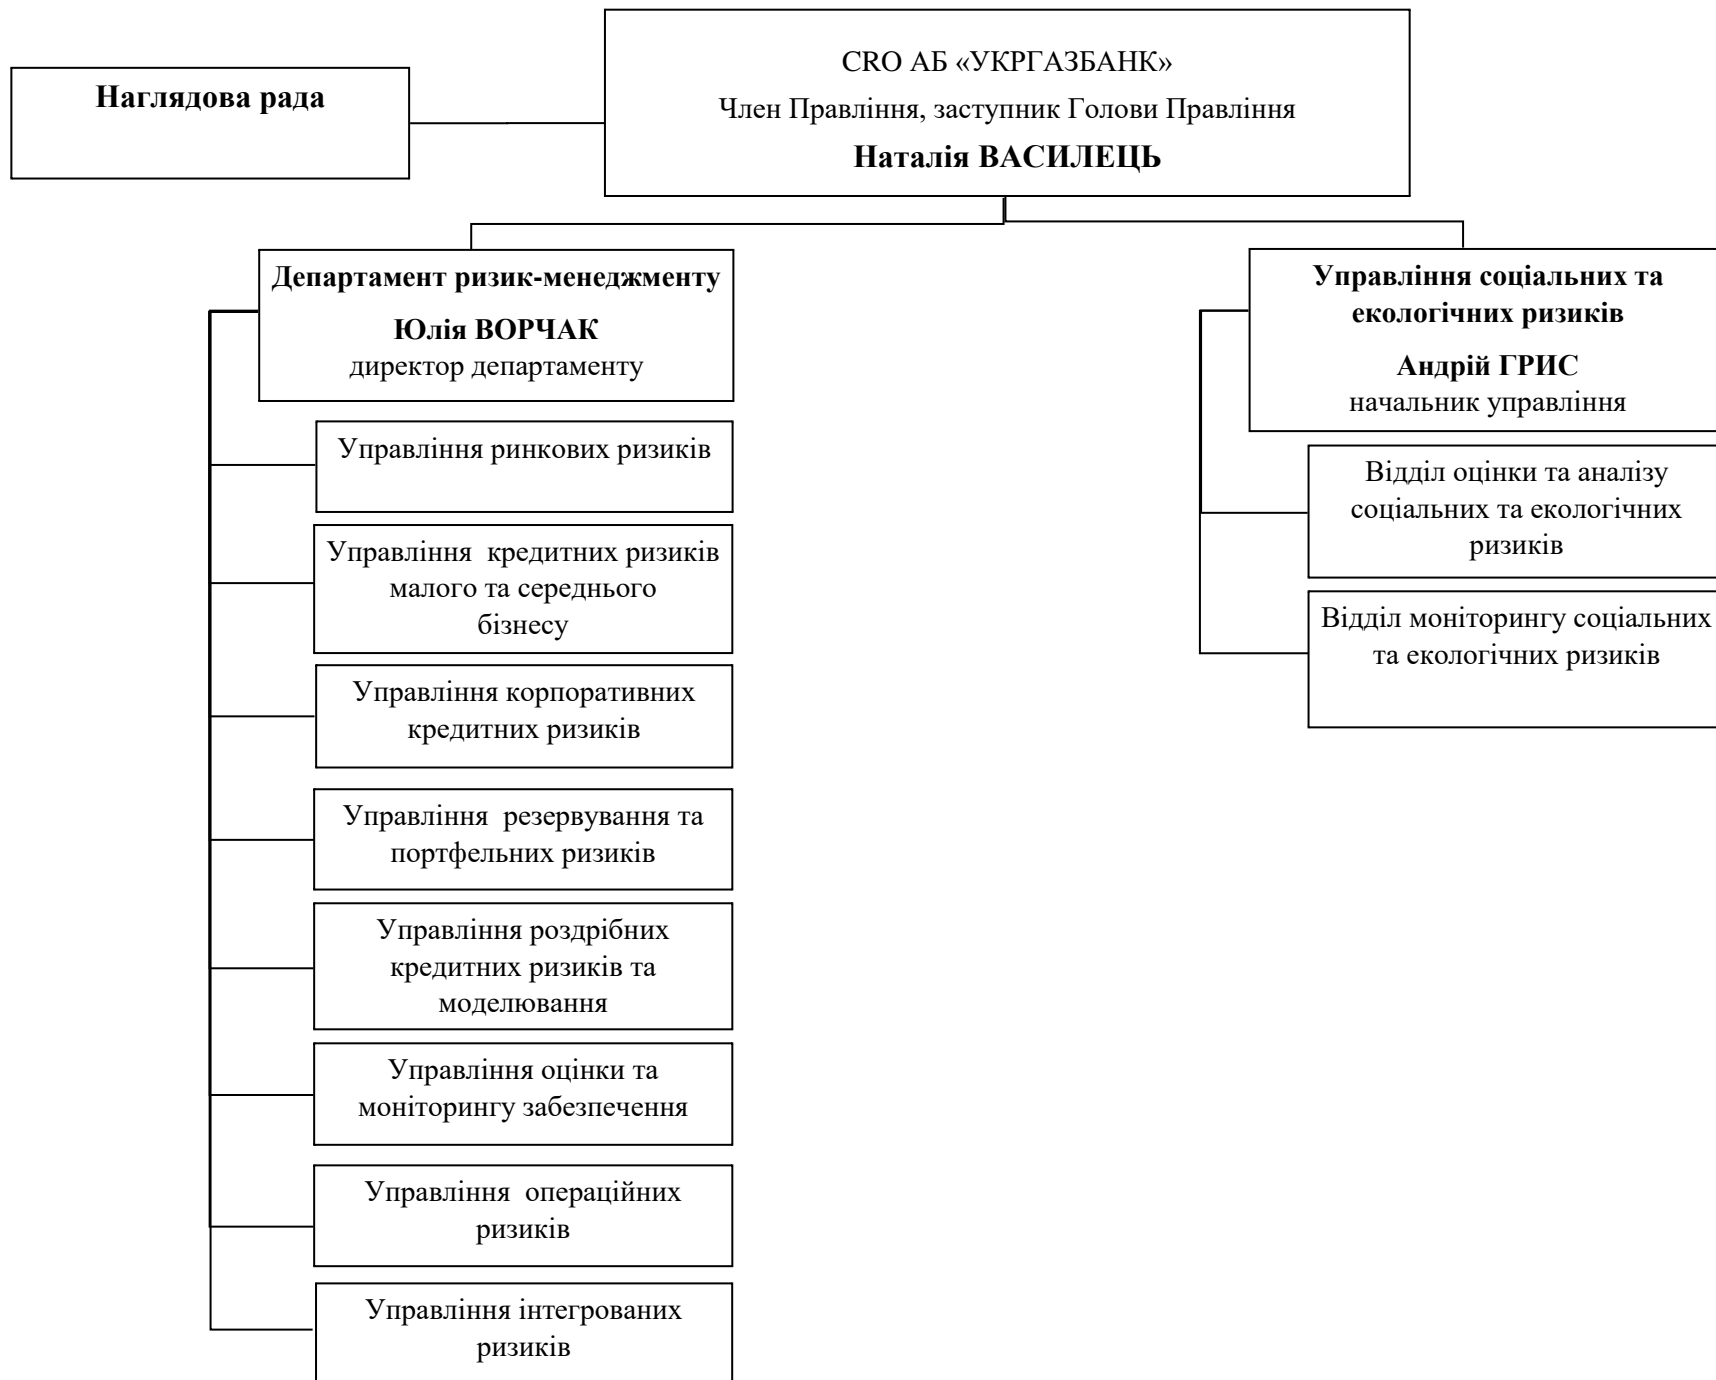 Наглядова рада
CRO АБ «УКРГАЗБАНК»
Член Правління, заступник Голови Правління
Наталія ВАСИЛЕЦЬ
Департамент ризик-менеджменту
Юлія ВОРЧАК
директор департаменту
Управління ринкових ризиків
Управління  кредитних ризиків
малого та середнього
бізнесу
Управління корпоративних
кредитних ризиків
Управління  резервування та
портфельних ризиків
Управління роздрібних
кредитних ризиків та
моделювання
Управління оцінки та
моніторингу забезпечення
Управління  операційних
ризиків
Управління інтегрованих
ризиків
Управління соціальних та
екологічних ризиків
Андрій ГРИС
начальник управління
Відділ оцінки та аналізу
соціальних та екологічних
ризиків
Відділ моніторингу соціальних
та екологічних ризиків